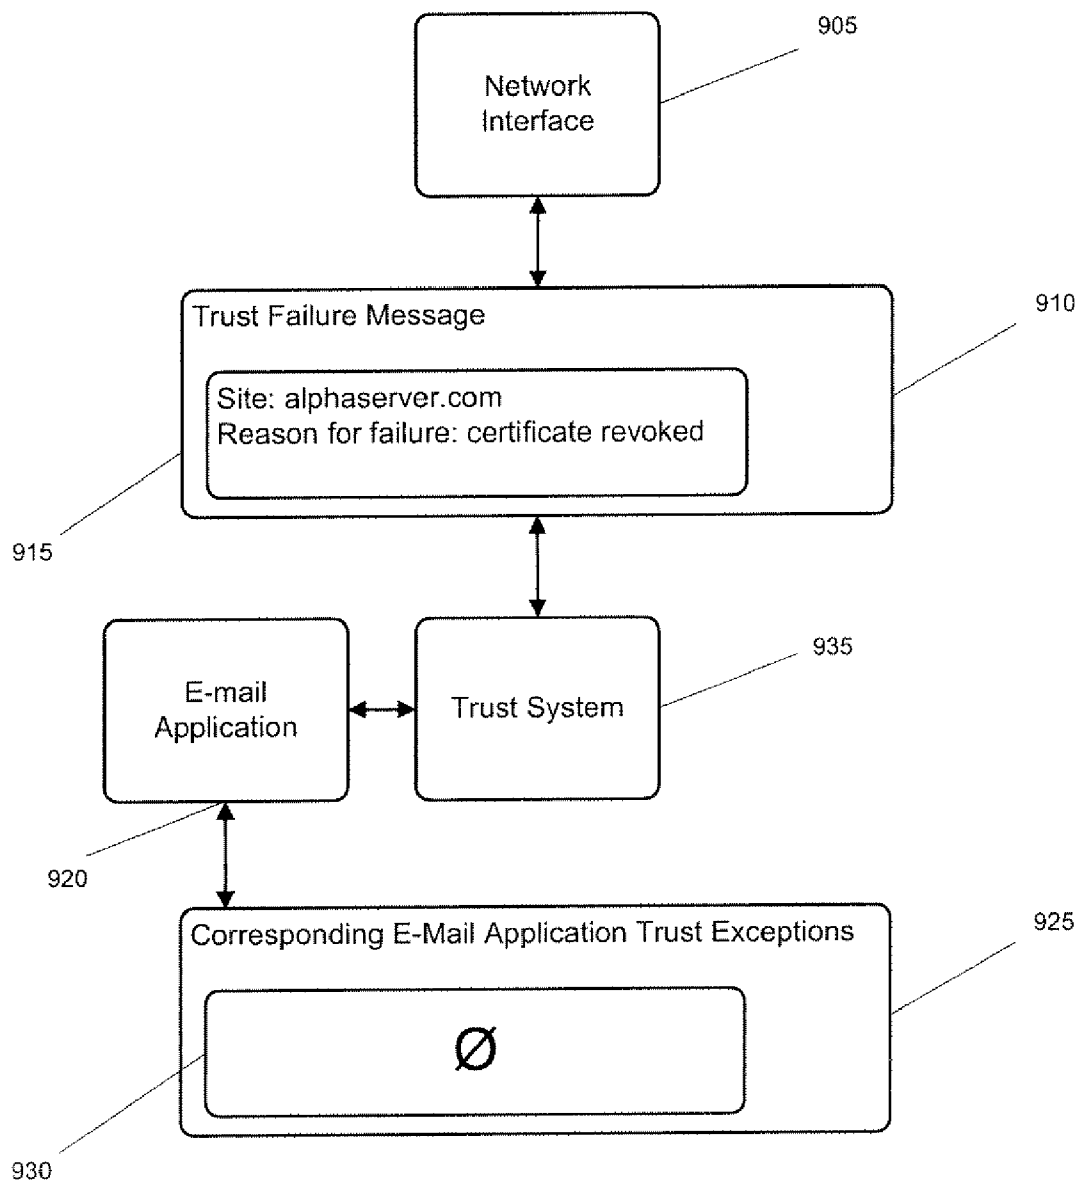 905
Network
Interface
910
Trust Failure Message
Site: alphaserver.com
Reason for failure: certificate revoked
915
935
E-mail
Application
Trust System
920
925
Corresponding E-Mail Application Trust Exceptions
Ø
930